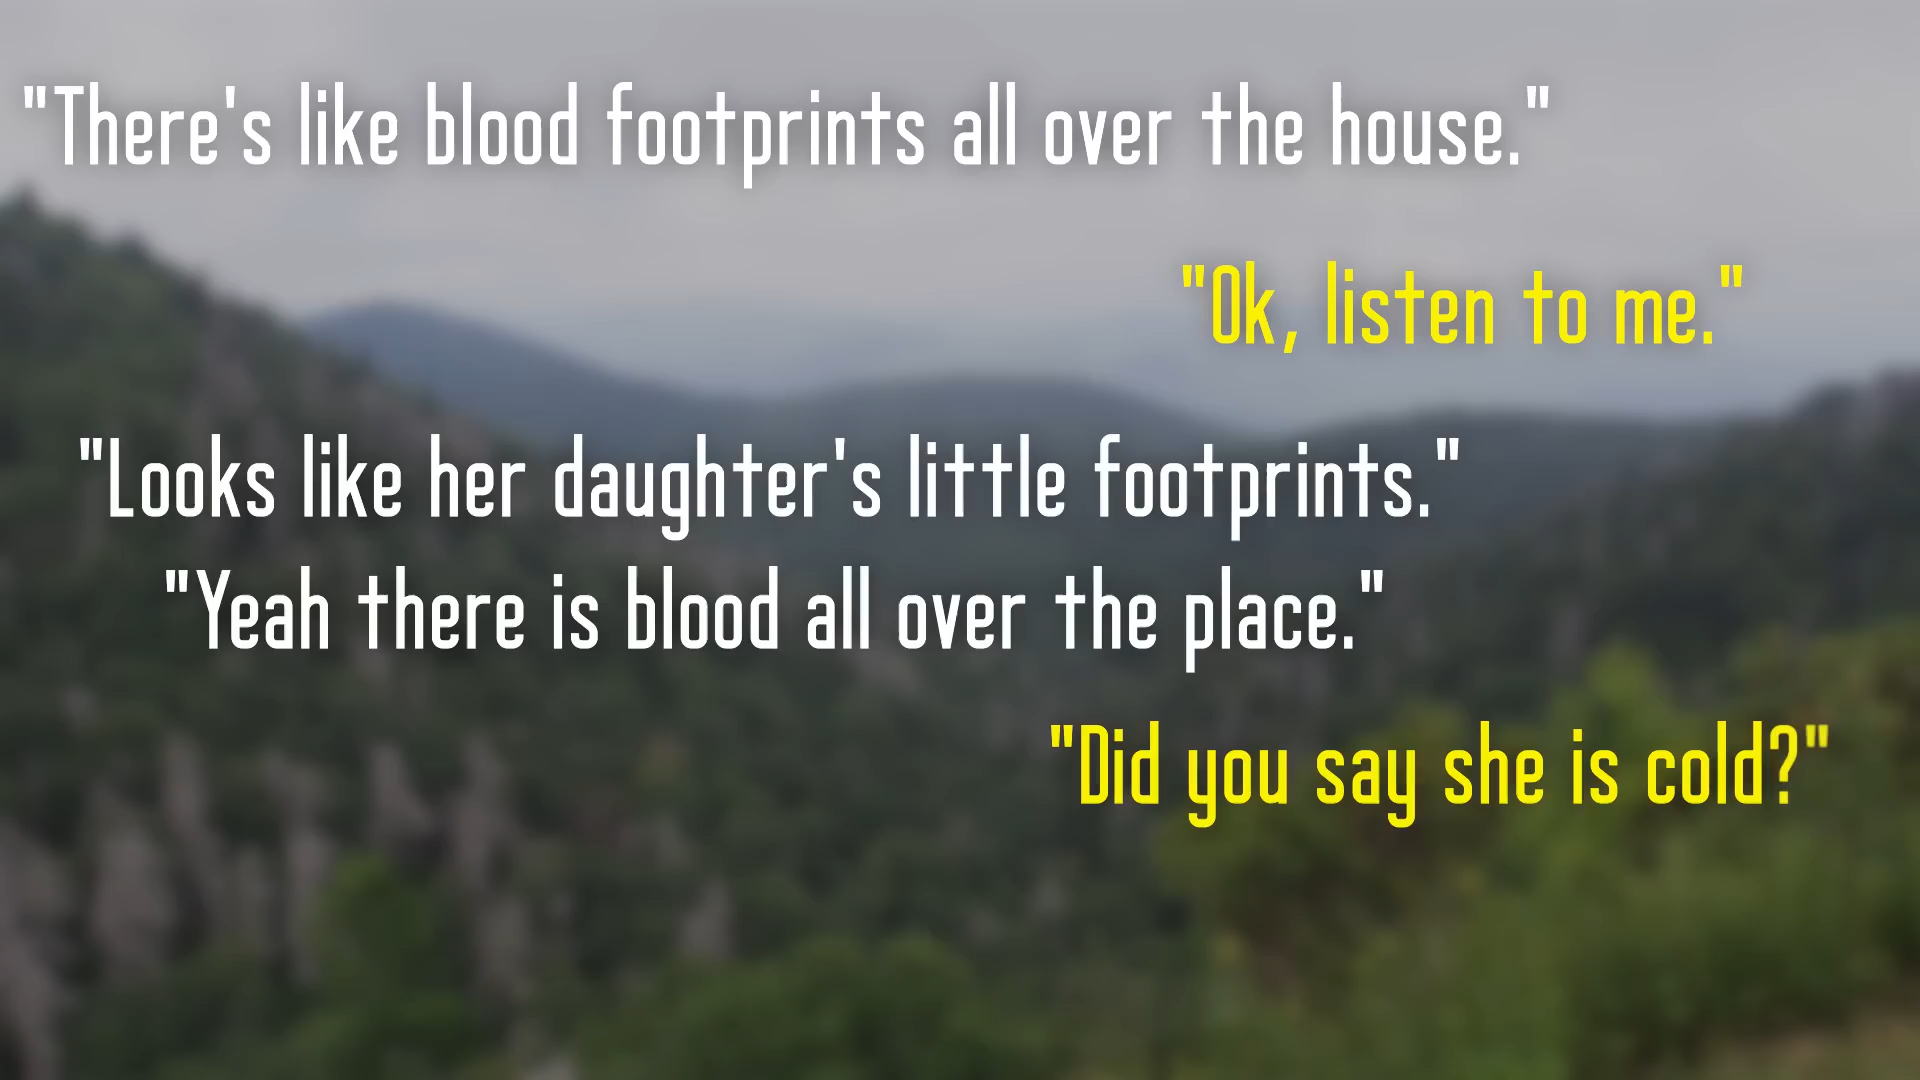 "There's like blood footprints all over the house."
"Ok, listen to me."
"Looks like her daughter's little footprints."
"Yeah there is blood all over the place."
"Did you say she is cold?"